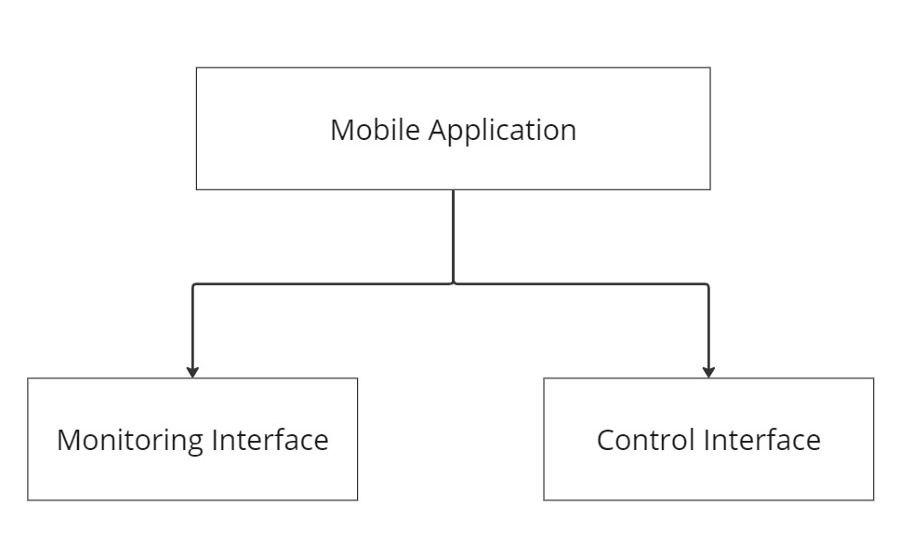 Mobile Application
Monitoring Interface
Control Interface